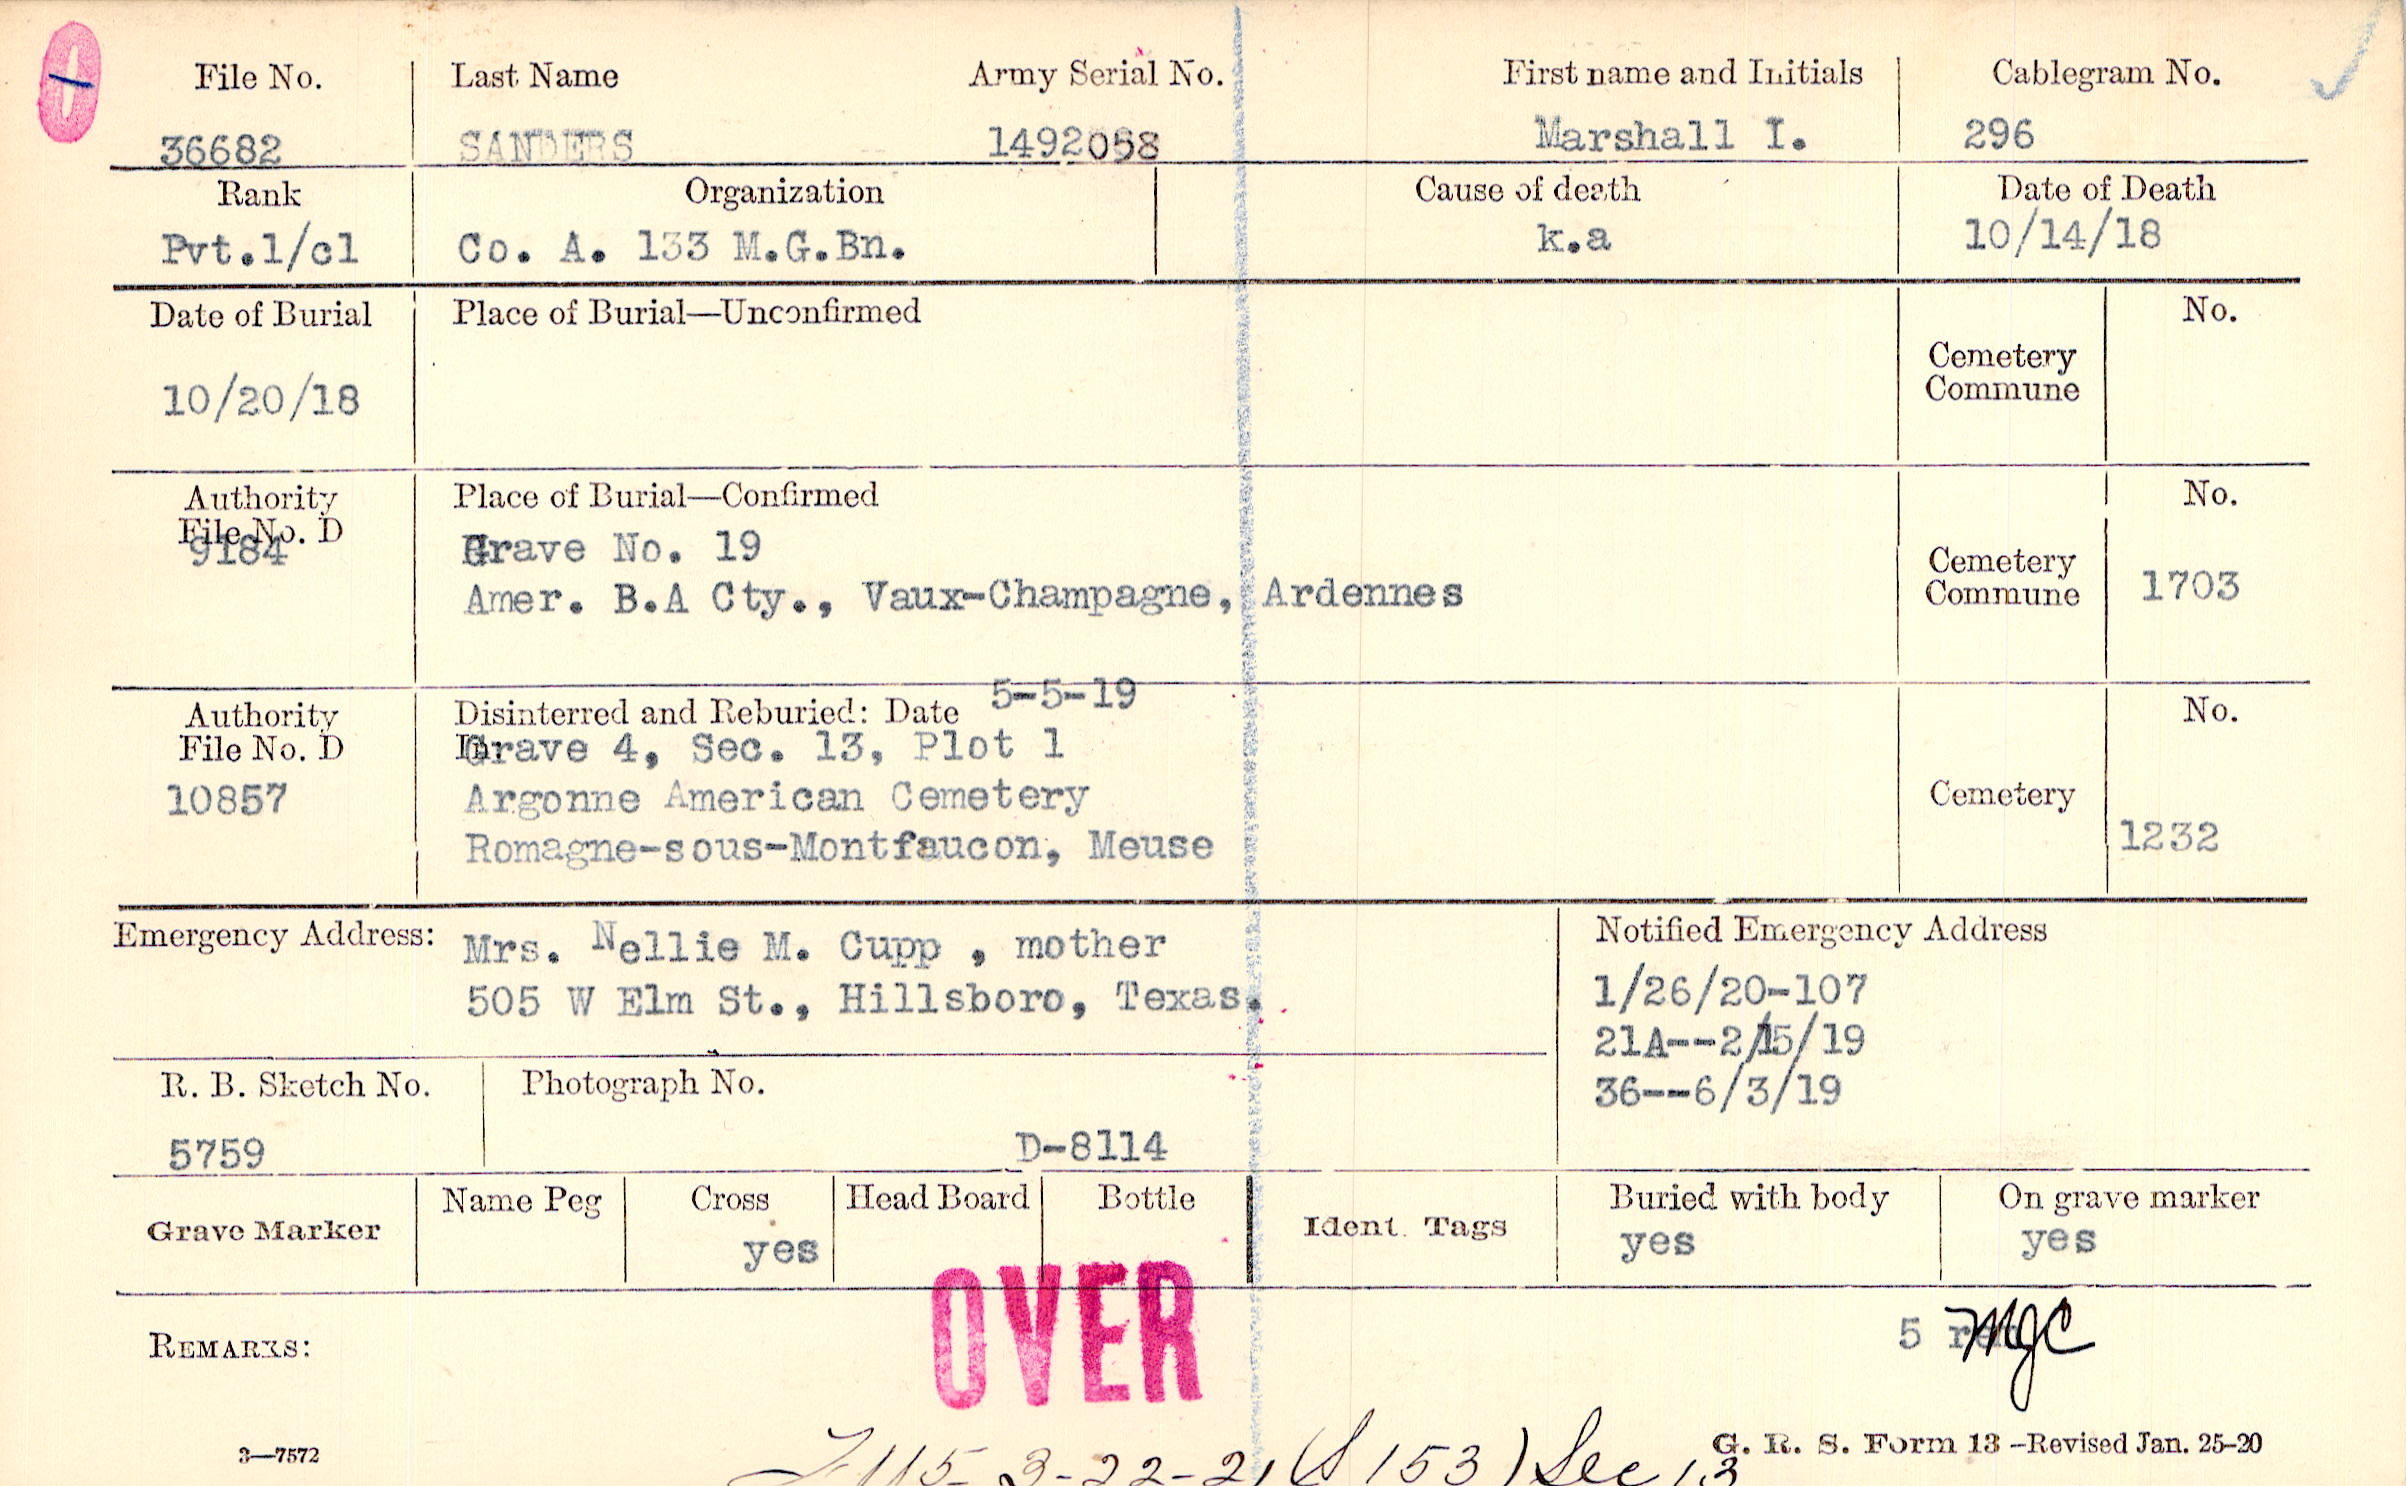 File No. Last Name Army Serial No. First name and Initials Cablegram No.
36682 SANDERS 1492058 Marshall I. 296
Rank Organization Cause of death Date of Death
Pvt.1/cl Co. A. 133 M.G.Bn. k.a 10/14/18
Date of Burial Place of Burial—Unconfirmed No.
Cemetery
Commune
10/20/18
Authority Place of Burial—Confirmed No.
File No. D
9184 Grave No. 19
Cemetery
Commune 1703
Amer. B.A Cty., Vaux-Champagne, Ardennes
Authority Disinterred and Reburied: Date 5-5-19 No.
File No. D In Grave 4, Sec. 13, Plot 1
10857 Argonne American Cemetery Cemetery
Romagne-sous-Montfaucon, Meuse 1232
Emergency Address: Mrs. Nellie M. Cupp , mother
505 W Elm St., Hillsboro, Texas.
Notified Emergency Address
1/26/20-107
21A--2/15/19
36--6/3/19
R. B. Sketch No. Photograph No.
5759 D-8114
Grave Marker Name Peg Cross Head Board Bottle Ident. Tags Buried with body On grave marker
yes yes yes
OVER
5 MJC
REMARKS:
3—7572
G. R. S. Form 13 —Revised Jan. 25-20
3-22-21 (S 153) Sec 13